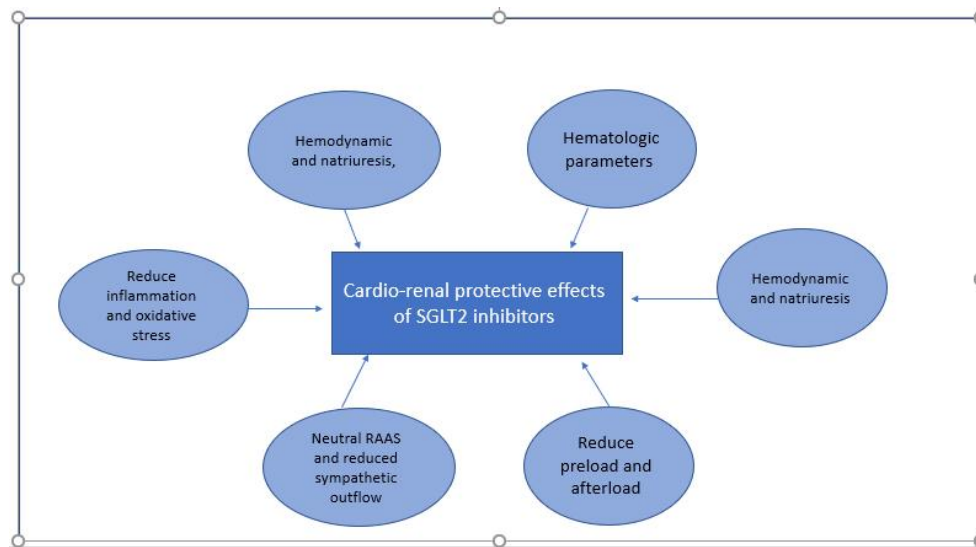 Hemodynamic
and natriuresis,
Hematologic
parameters
Reduce
inflammation
and oxidative
stress
Cardio-renal protective effects
of SGLT2 inhibitors
Hemodynamic
and natriuresis
Neutral RAAS
and reduced
sympathetic
outflow
Reduce
preload and
afterload